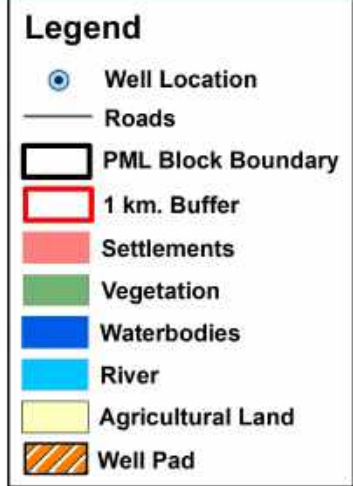 Legend
Well Location
Roads
PML Block Boundary
1 km. Buffer
Settlements
Vegetation
Waterbodies
River
Agricultural Land
Well Pad